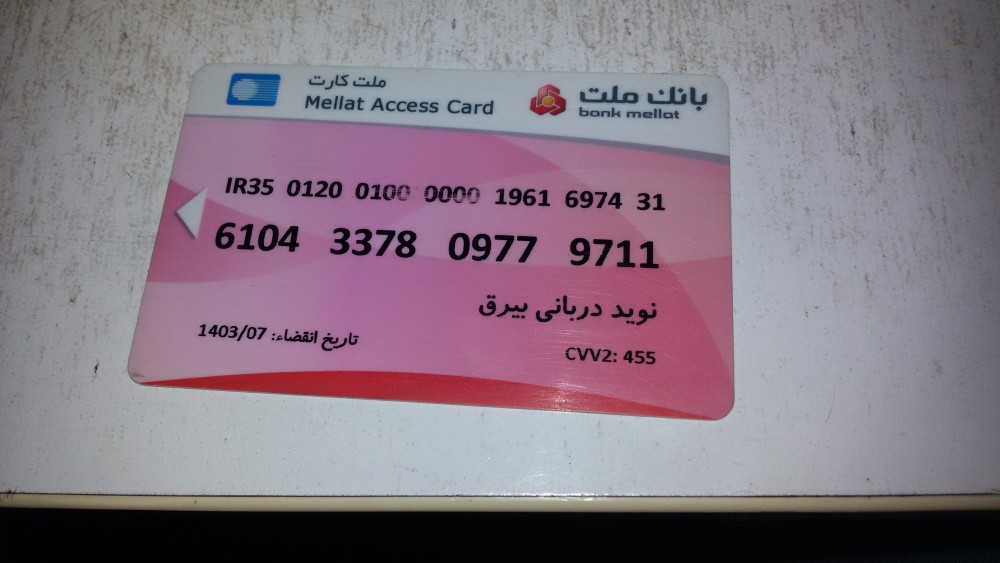 ملت کارت
Mellat Access Card
بانك ملت
bank mellat
IR35 0120 0100 0000 1961 6974 31
6104 3378 0977 9711
نوید دربانی بیرق
تاریخ انقضاء: 1403/07
CVV2: 455